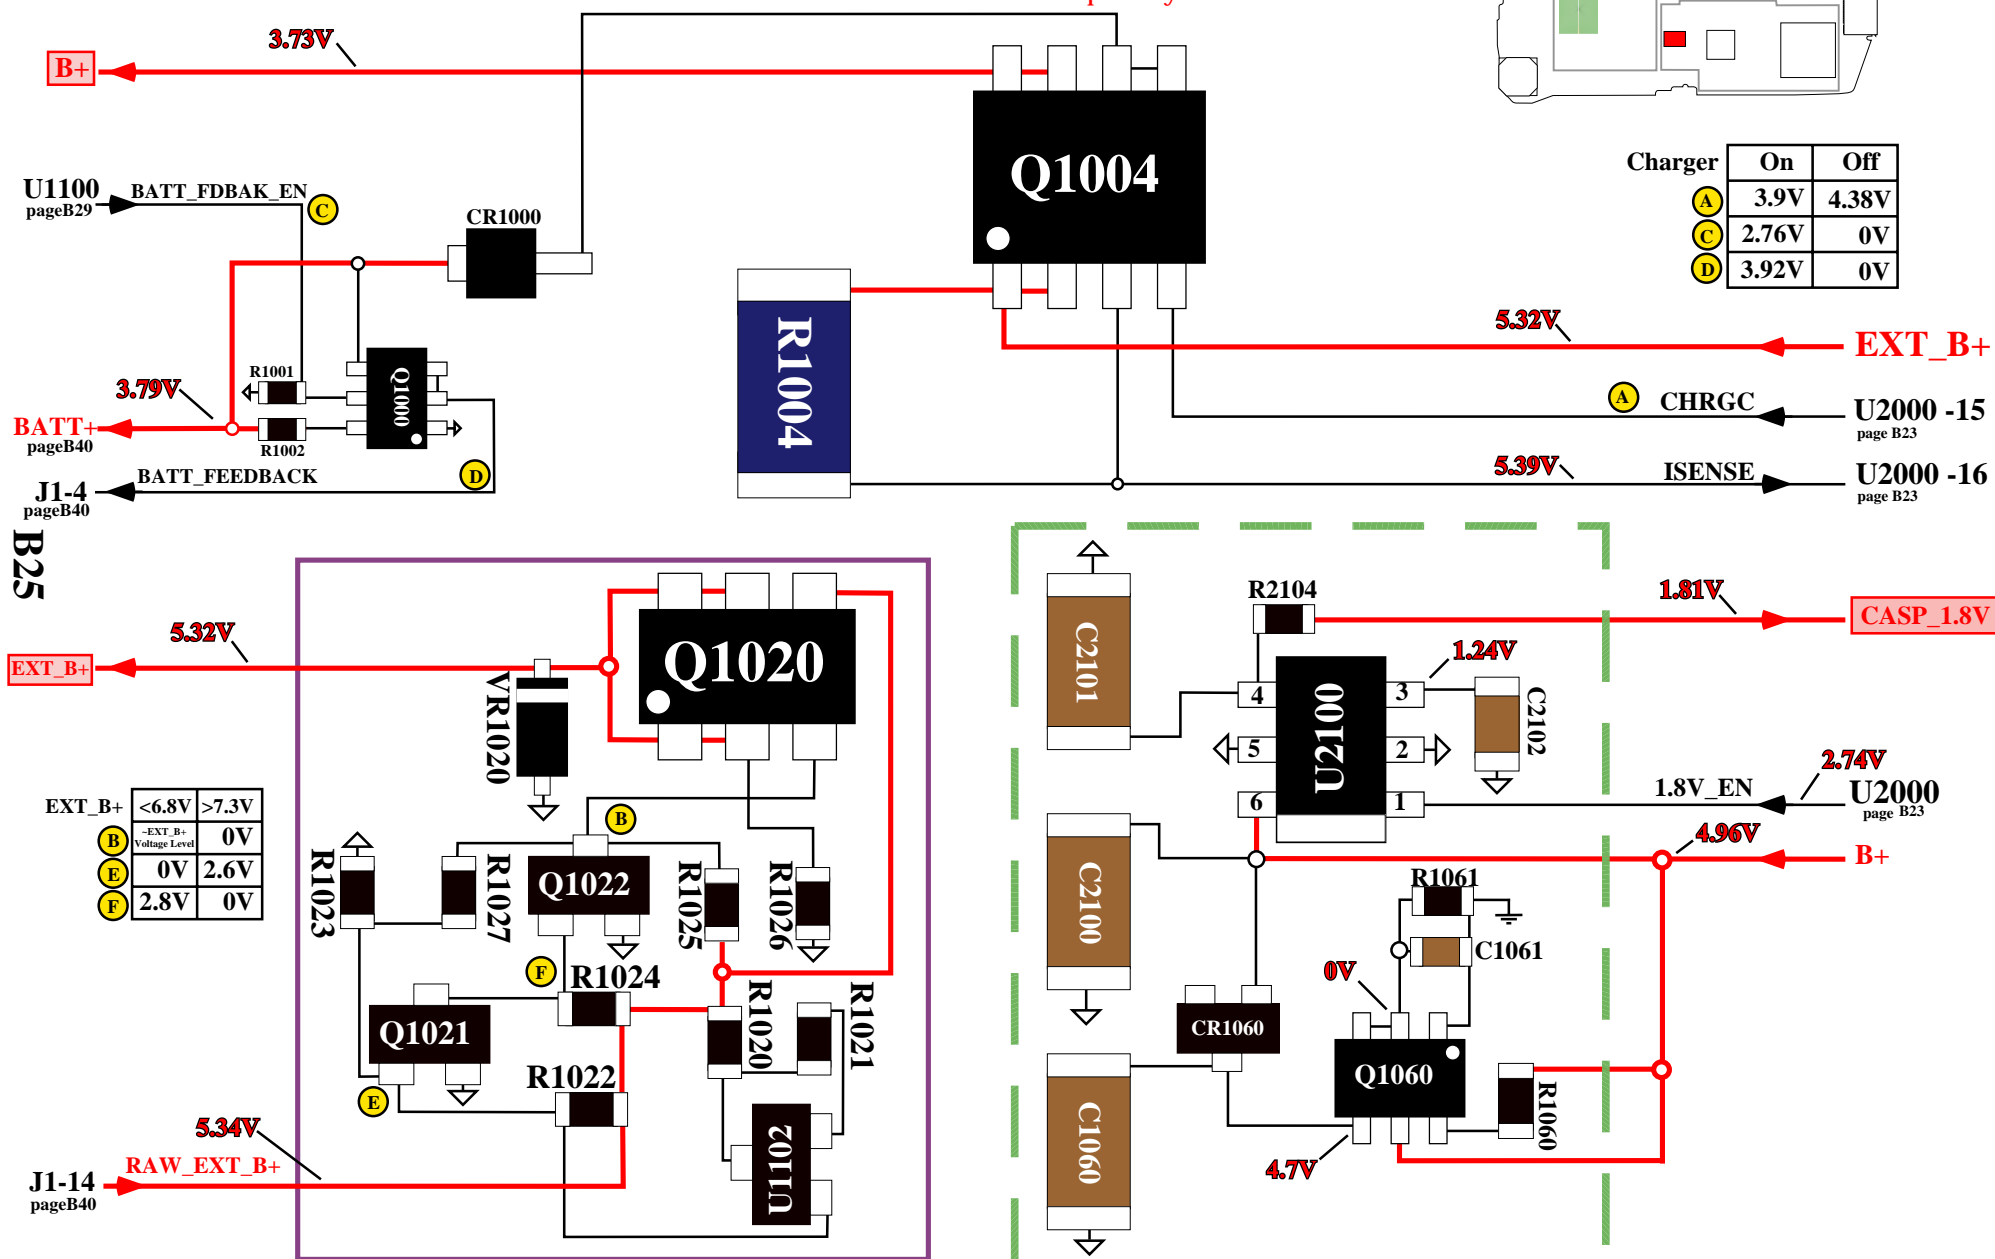 3.73V
B+
Q1004
Charger On Off
A 3.9V 4.38V
C 2.76V 0V
D 3.92V 0V
U1100
pageB29
BATT_FDBAK_EN
C
CR1000
R1004
5.32V
EXT_B+
R1001
Q1000
3.79V
BATT+
pageB40
R1002
A
CHRGC
U2000 -15
page B23
BATT_FEEDBACK
D
J1-4
pageB40
5.39V
ISENSE
U2000 -16
page B23
B25
5.32V
EXT_B+
Q1020
VR1020
C2101
R2104
1.81V
CASP_1.8V
1.24V
4
3
5
2
6
1
U2100
C2102
2.74V
1.8V_EN
U2000
page B23
4.96V
B+
EXT_B+ <6.8V >7.3V
B ~EXT_B+ Voltage Level 0V
E 0V 2.6V
F 2.8V 0V
B
R1023
R1027
Q1022
R1025
R1026
C2100
R1061
C1061
F
R1024
0V
Q1021
R1020
R1021
CR1060
Q1060
R1060
R1022
E
U1102
C1060
4.7V
5.34V
RAW_EXT_B+
J1-14
pageB40